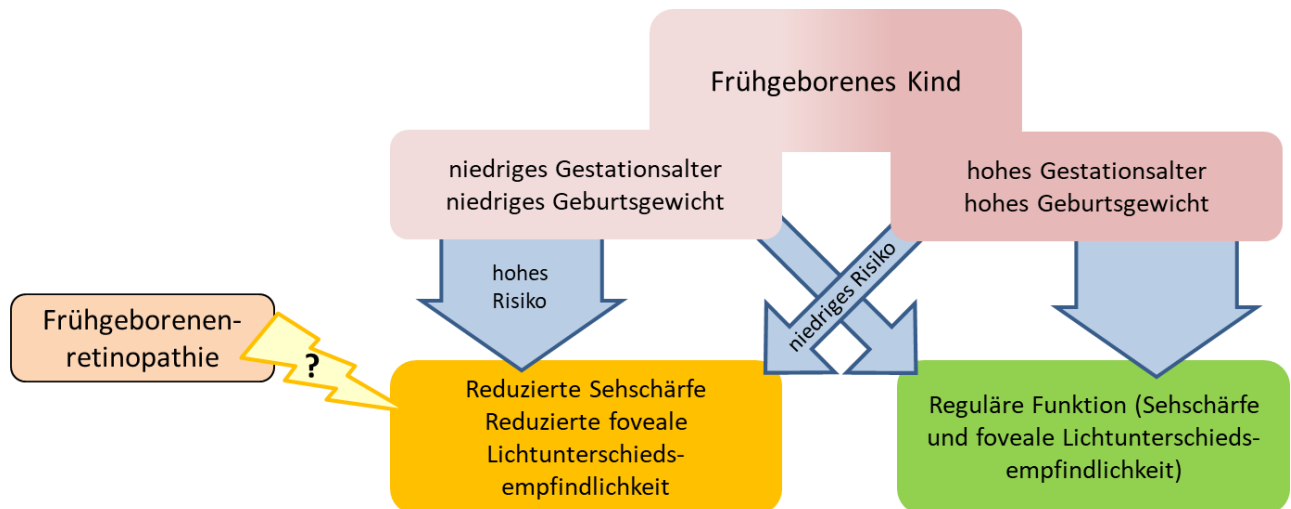 Frühgeborenes Kind
niedriges Gestationsalter
niedriges Geburtsgewicht
hohes Gestationsalter
hohes Geburtsgewicht
hohes
Risiko
niedriges Risiko
Frühgeborenen-
retinopathie
?
Reduzierte Sehschärfe
Reduzierte foveale
Lichtunterschieds-
empfindlichkeit
Reguläre Funktion (Sehschärfe
und foveale Lichtunterschieds-
empfindlichkeit)